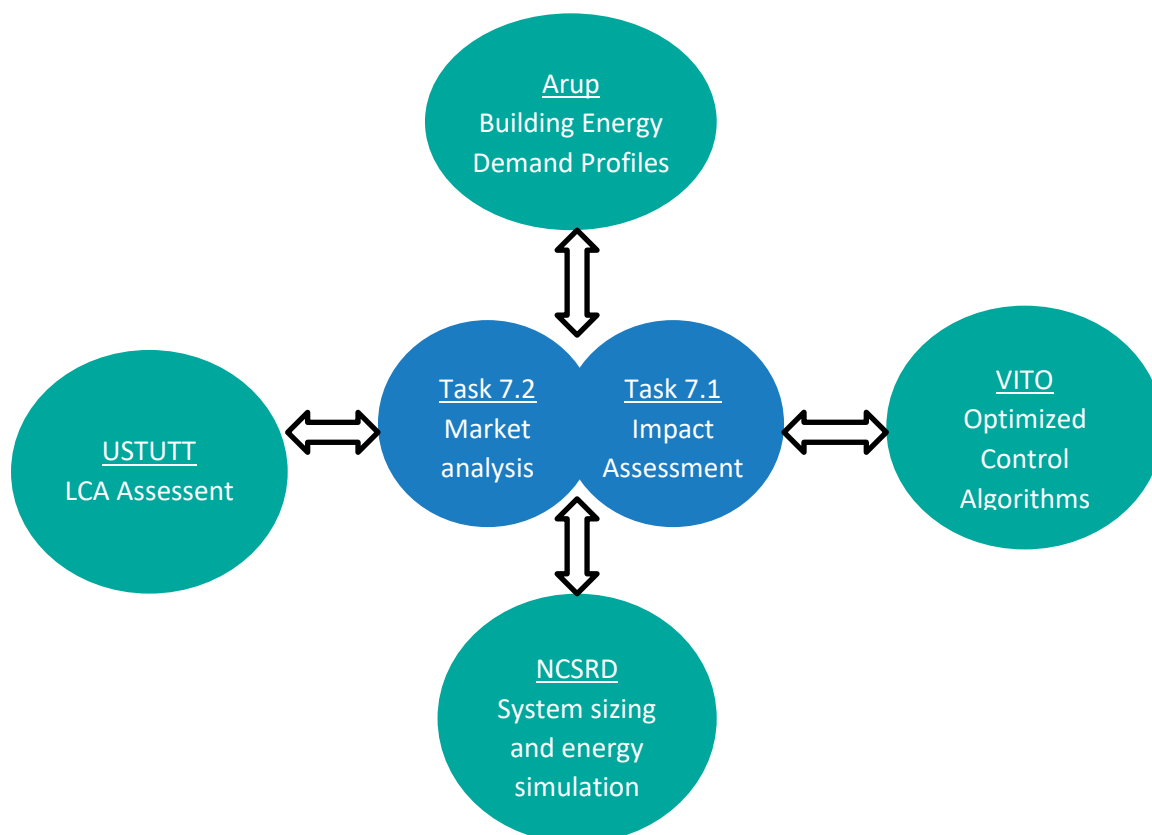 Arup
Building Energy
Demand Profiles
Task 7.2
Market
analysis
Task 7.1
Impact
Assessment
VITO
Optimized
Control
Algorithms
USTUTT
LCA Assessent
NCSRD
System sizing
and energy
simulation